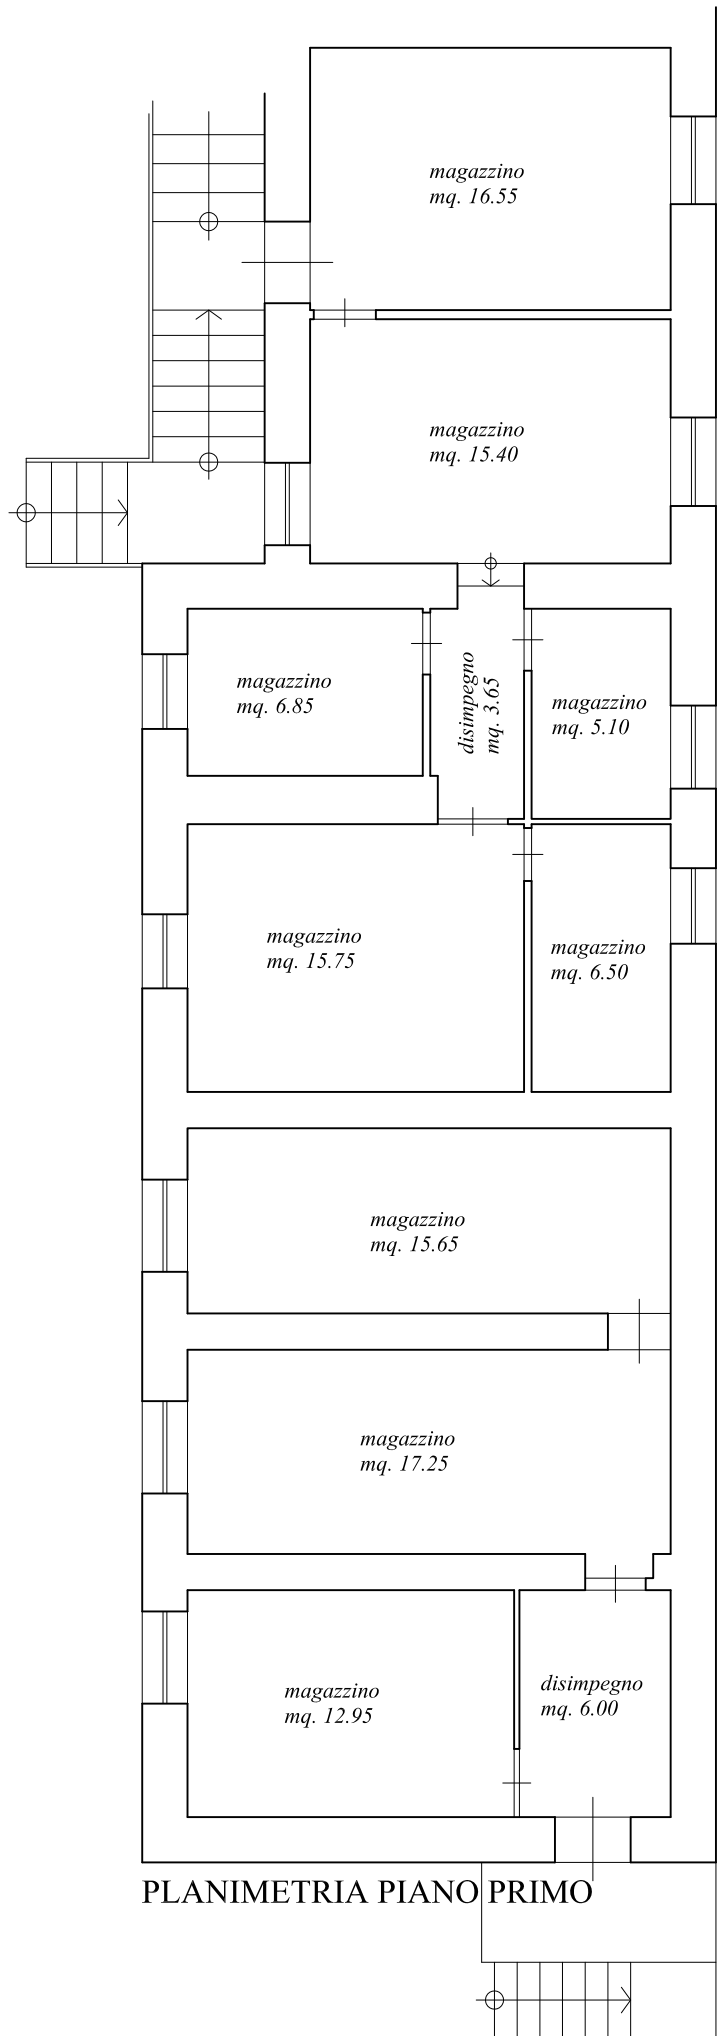 magazzino
mq. 16.55
magazzino
mq. 15.40
magazzino
mq. 6.85
disimpegno
mq. 3.65
magazzino
mq. 5.10
magazzino
mq. 15.75
magazzino
mq. 6.50
magazzino
mq. 15.65
magazzino
mq. 17.25
magazzino
mq. 12.95
disimpegno
mq. 6.00
PLANIMETRIA PIANO PRIMO